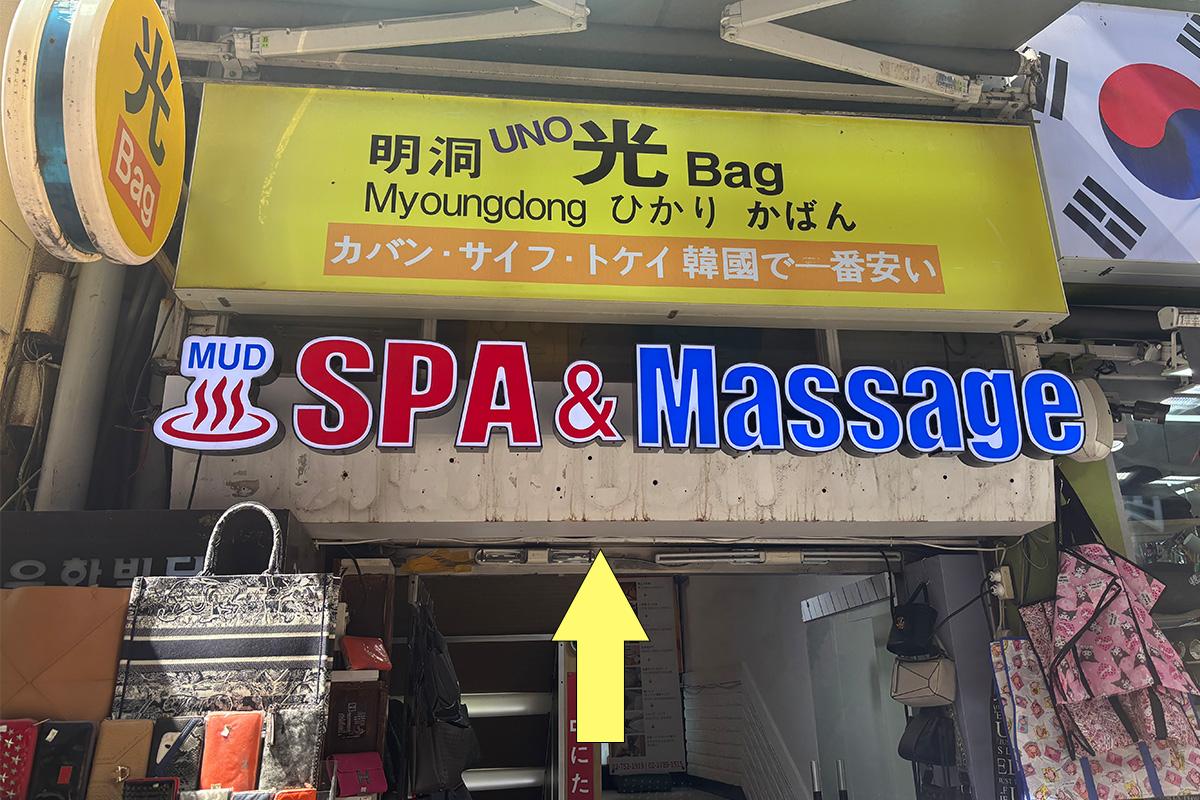 光
Bag
明洞 UNO 光 Bag
Myoungdong ひかり かばん
カバン・サイフ・トケイ 韓國で一番安い
MUD
SPA & Massage